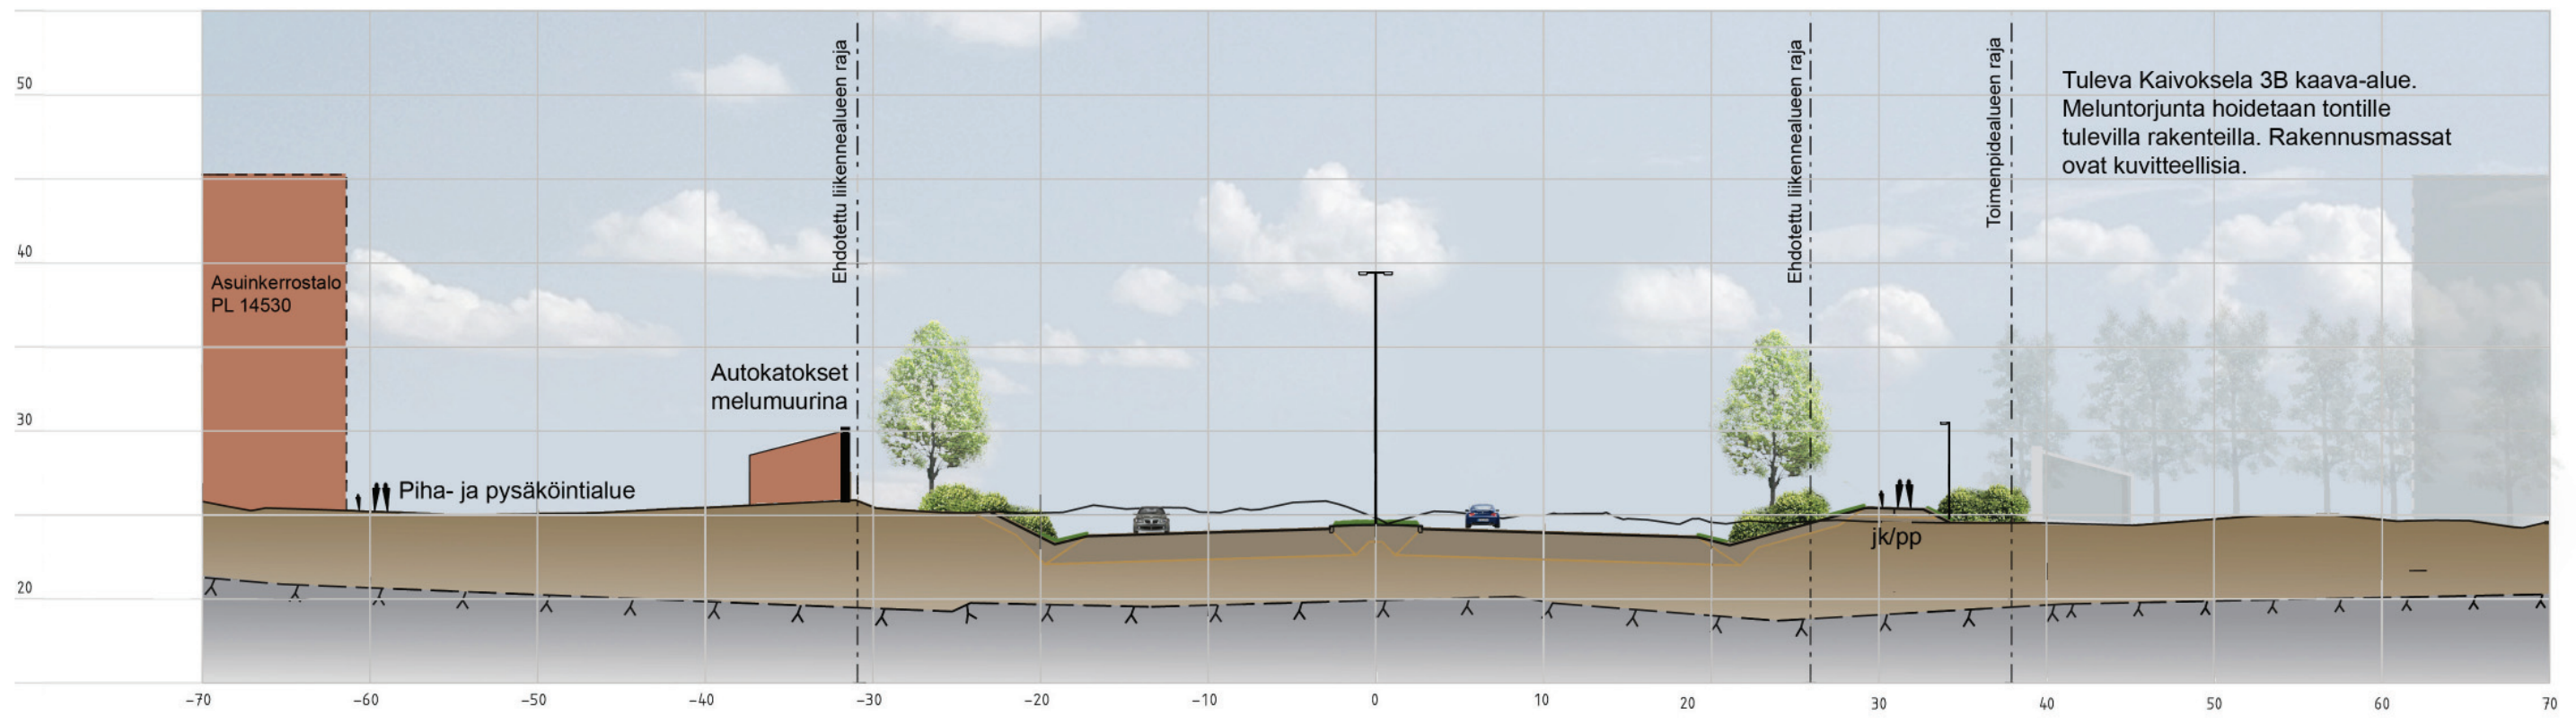 50
40
30
20
Asuinkerrostalo
PL 14530
Piha- ja pysäköintialue
Autokatokset
melumuurina
Ehdotettu liikennealueen raja
Ehdotettu liikennealueen raja
Toimenpidealueen raja
Tuleva Kaivoksela 3B kaava-alue.
Meluntorjunta hoidetaan tontille
tulevilla rakenteilla. Rakennusmassat
ovat kuvitteellisia.
jk/pp
-70 -60 -50 -40 -30 -20 -10 0 10 20 30 40 50 60 70